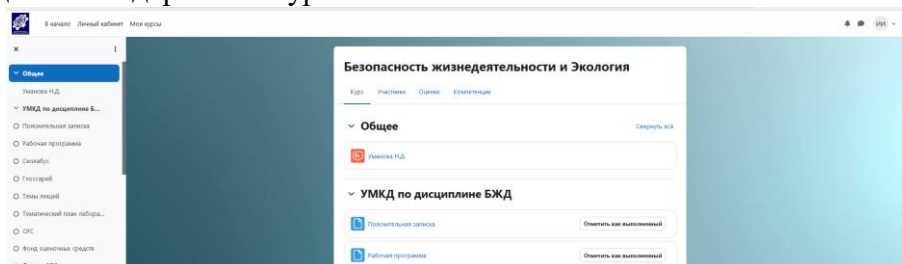 В начало Личный кабинет Мои курсы
ИИ
Общее
Уманова Н.Д.
УМКД по дисциплине Б...
Пояснительная записка
Рабочая программа
Силлабус
Глоссарий
Темы лекций
Тематический план лабора...
СРС
Фонд оценочных средств
Безопасность жизнедеятельности и Экология
Курс Участники Оценки Компетенции
Общее Свернуть всё
Уманова Н.Д.
УМКД по дисциплине БЖД
Пояснительная записка Отметить как выполненный
Рабочая программа Отметить как выполненный